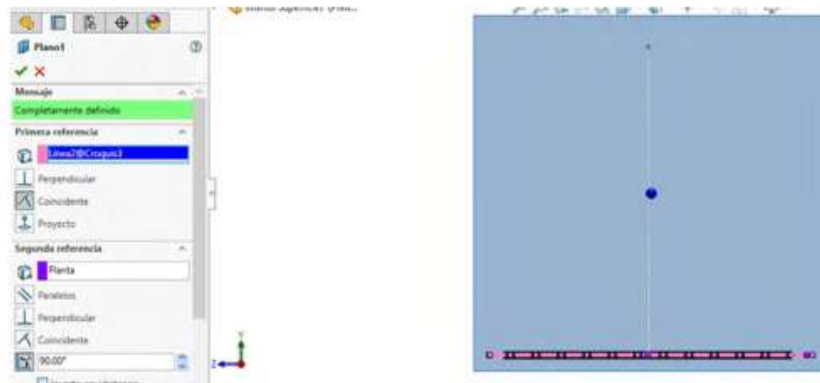 Plano1
Mensaje
Completamente definido
Primera referencia
Línea2@Croquis3
Perpendicular
Coincidente
Proyecto
Segunda referencia
Planta
Paralelos
Perpendicular
Coincidente
90.00°
Y
Z